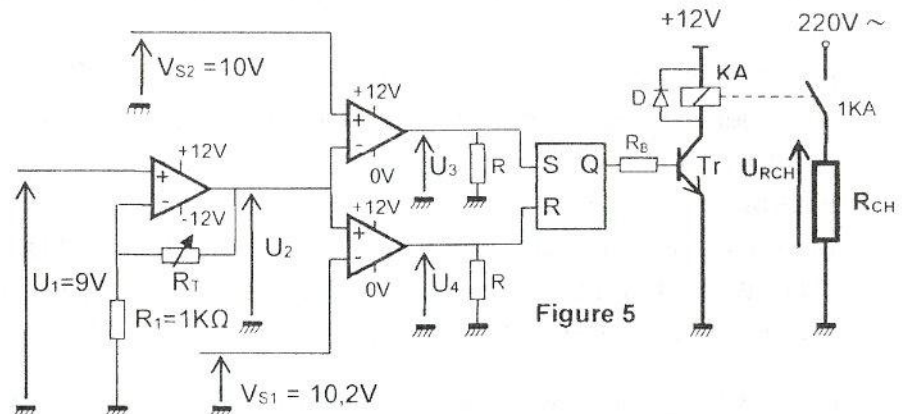 +12V
220V ~
V_S2 = 10V
+12V
KA
D
1KA
+
-
0V
U_3
R
S Q
R
R_B
Tr
U_RCH
R_CH
+12V
+
-
-12V
U_2
+12V
+
-
0V
U_4
R
R_T
U_1=9V
R_1=1KΩ
V_S1 = 10,2V
Figure 5